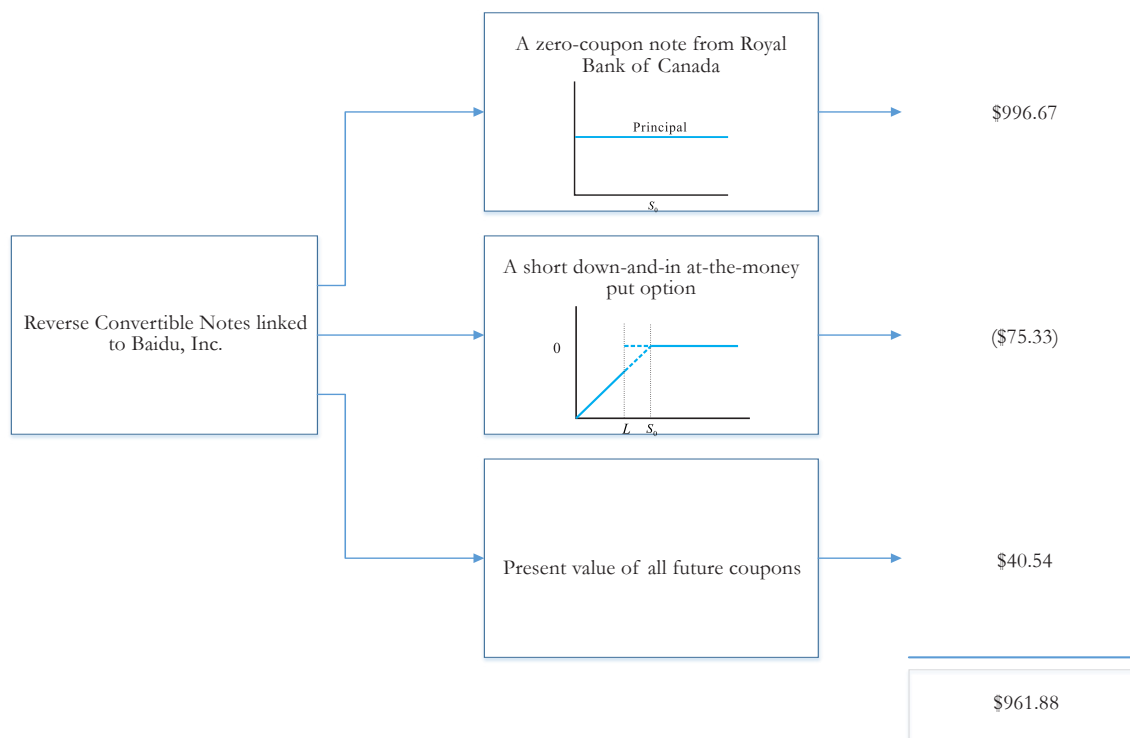 A zero-coupon note from Royal
Bank of Canada
Principal
S₀
$996.67
Reverse Convertible Notes linked
to Baidu, Inc.
A short down-and-in at-the-money
put option
0
L S₀
($75.33)
Present value of all future coupons
$40.54
$961.88